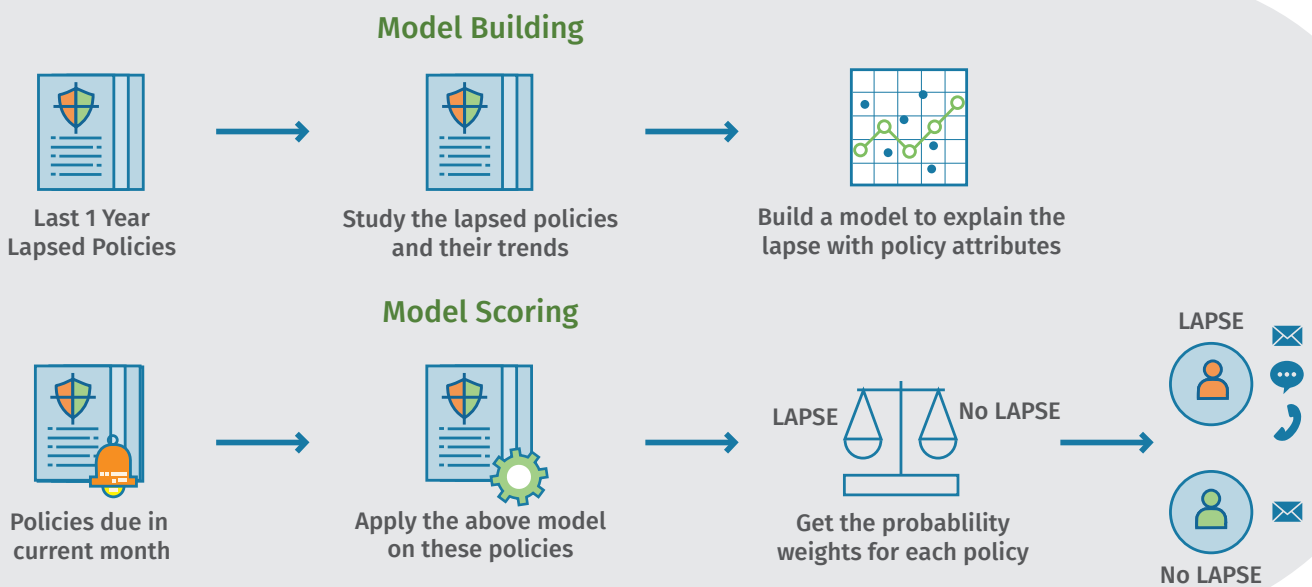 Model Building
Last 1 Year
Lapsed Policies
Study the lapsed policies
and their trends
Build a model to explain the
lapse with policy attributes
Model Scoring
Policies due in
current month
Apply the above model
on these policies
LAPSE
No LAPSE
Get the probablility
weights for each policy
LAPSE
No LAPSE